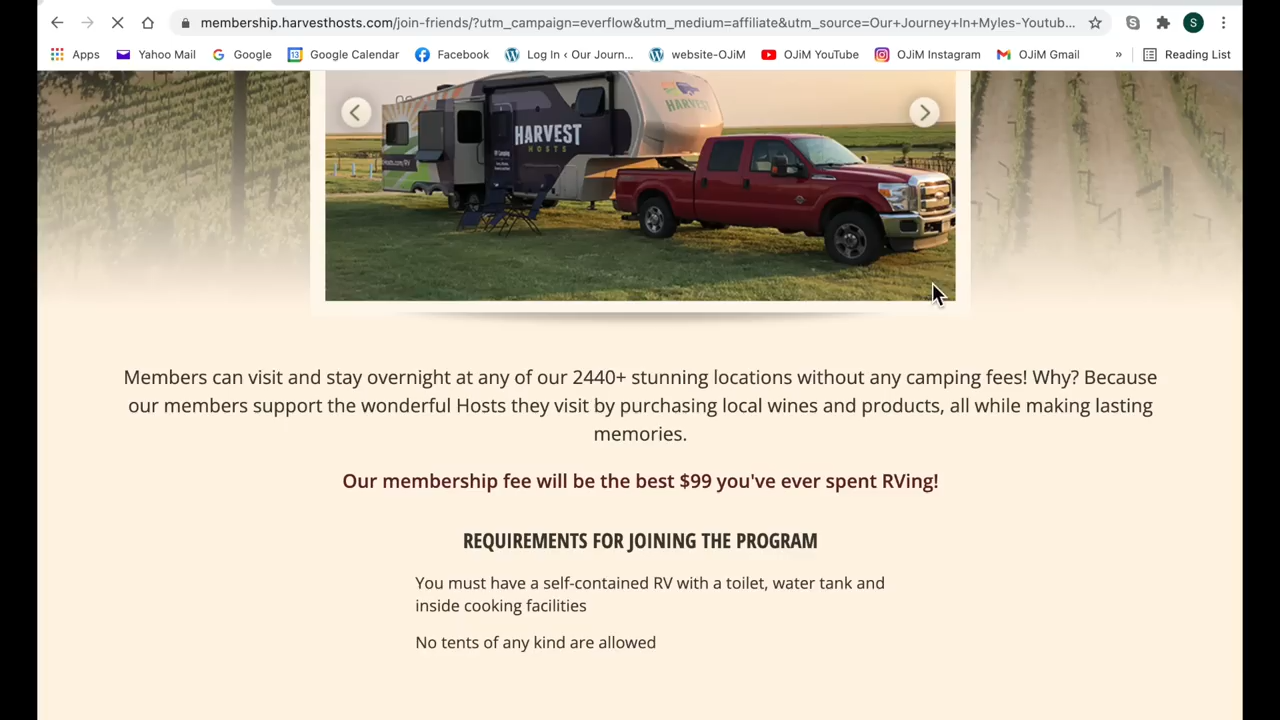 membership.harvesthosts.com/join-friends/?utm_campaign=everflow&utm_medium=affiliate&utm_source=Our+Journey+In+Myles-Youtub...
S
Apps Yahoo Mail Google Google Calendar Facebook Log In ‹ Our Journ... website-OJiM OJiM YouTube OJiM Instagram OJiM Gmail » Reading List
HARVEST
HARVEST
HOSTS
Members can visit and stay overnight at any of our 2440+ stunning locations without any camping fees! Why? Because
our members support the wonderful Hosts they visit by purchasing local wines and products, all while making lasting
memories.
Our membership fee will be the best $99 you've ever spent RVing!
REQUIREMENTS FOR JOINING THE PROGRAM
You must have a self-contained RV with a toilet, water tank and
inside cooking facilities
No tents of any kind are allowed